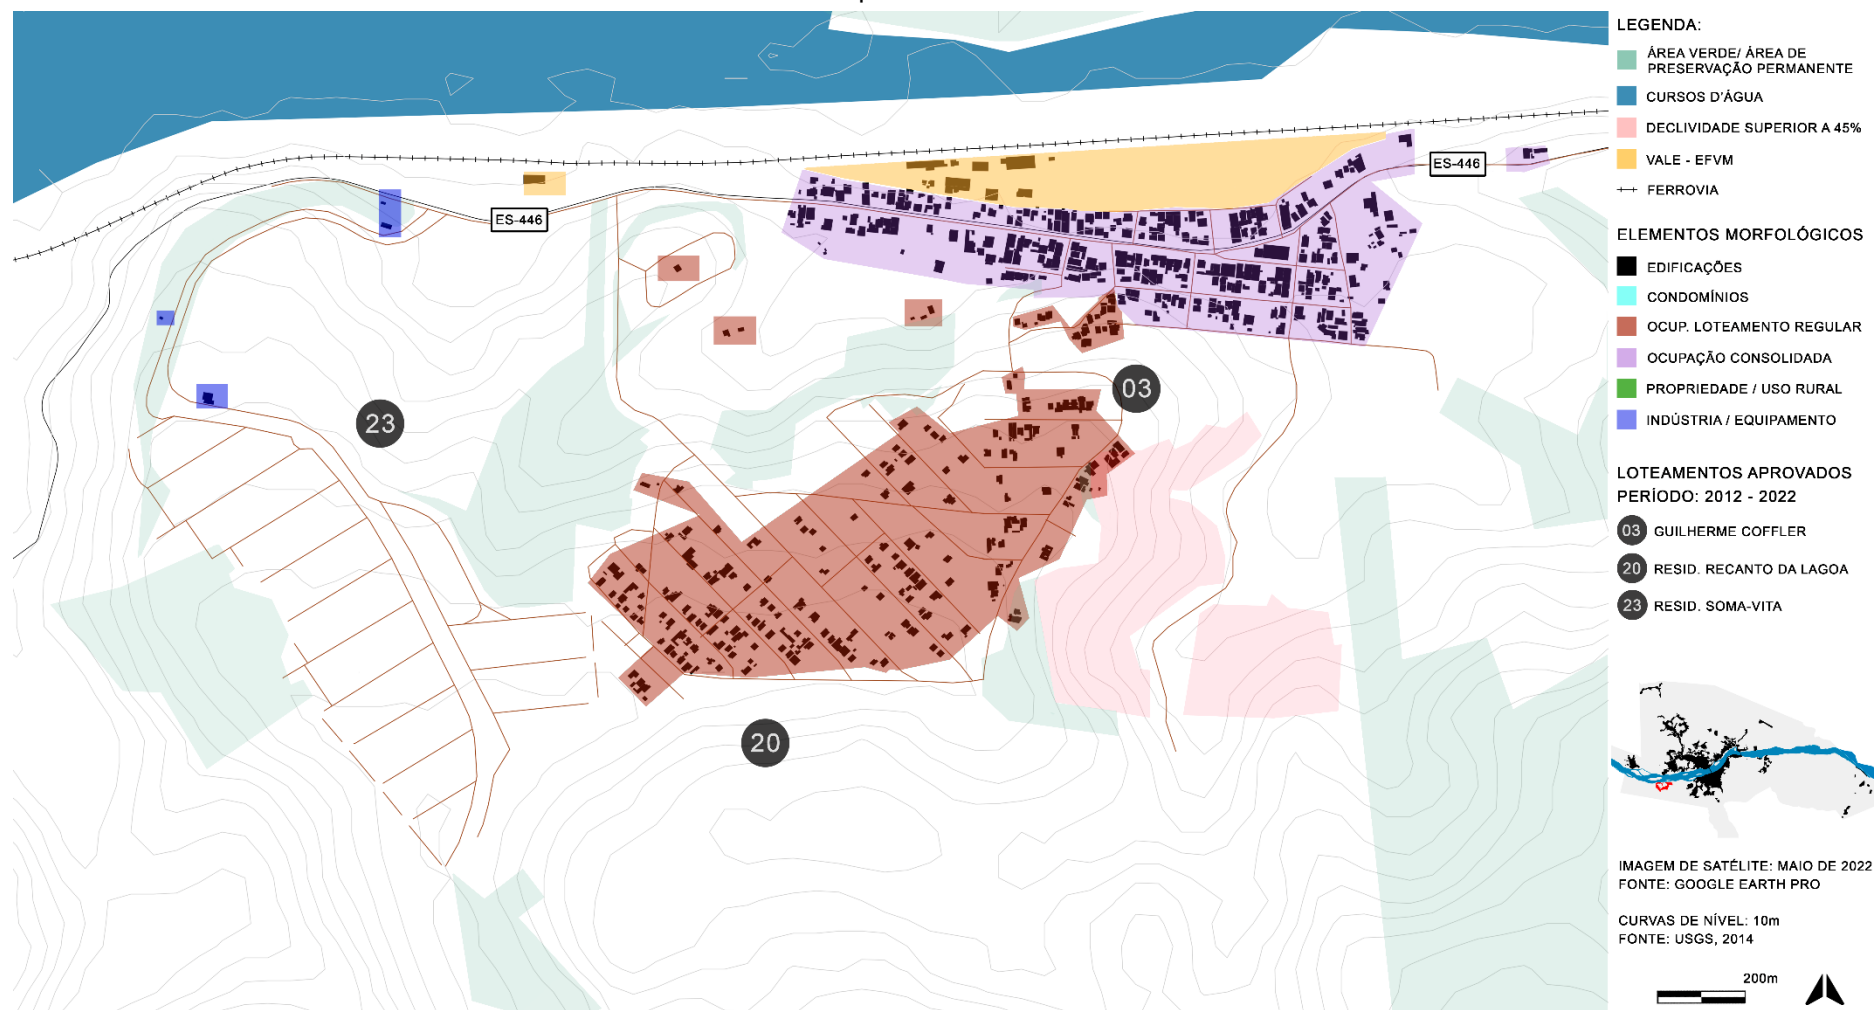 ES-446
ES-446
23
03
20
LEGENDA:
ÁREA VERDE/ ÁREA DE
PRESERVAÇÃO PERMANENTE
CURSOS D'ÁGUA
DECLIVIDADE SUPERIOR A 45%
VALE - EFVM
FERROVIA
ELEMENTOS MORFOLÓGICOS
EDIFICAÇÕES
CONDOMÍNIOS
OCUP. LOTEAMENTO REGULAR
OCUPAÇÃO CONSOLIDADA
PROPRIEDADE / USO RURAL
INDÚSTRIA / EQUIPAMENTO
LOTEAMENTOS APROVADOS
PERÍODO: 2012 - 2022
03 GUILHERME COFFLER
20 RESID. RECANTO DA LAGOA
23 RESID. SOMA-VITA
IMAGEM DE SATÉLITE: MAIO DE 2022
FONTE: GOOGLE EARTH PRO
CURVAS DE NÍVEL: 10m
FONTE: USGS, 2014
200m